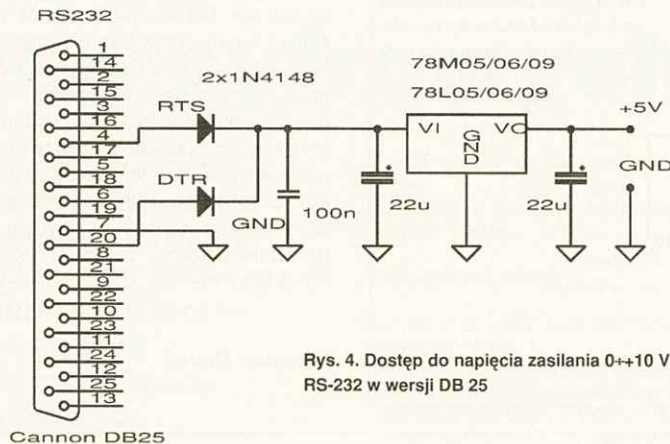 RS232
1
14
2
15
3
16
4
17
5
18
6
19
7
20
8
21
9
22
10
23
11
24
12
25
13
Cannon DB25
2x1N4148
RTS
DTR
GND
100n
78M05/06/09
78L05/06/09
VI
GND
VO
22u
22u
+5V
GND
Rys. 4. Dostęp do napięcia zasilania 0÷+10 V
RS-232 w wersji DB 25